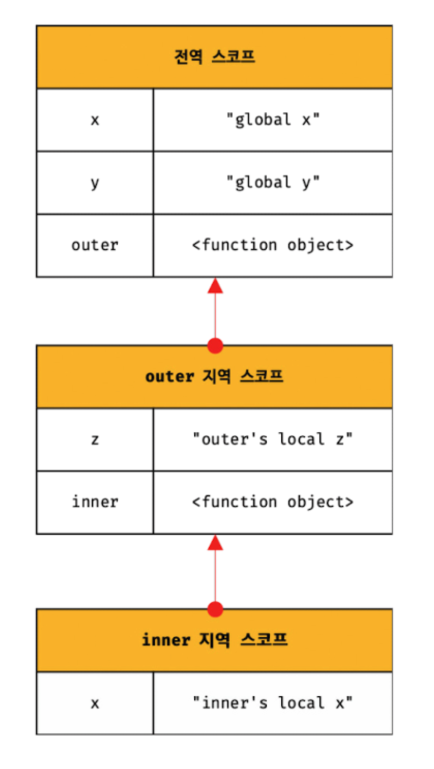 전역 스코프
x "global x"
y "global y"
outer <function object>
outer 지역 스코프
z "outer's local z"
inner <function object>
inner 지역 스코프
x "inner's local x"